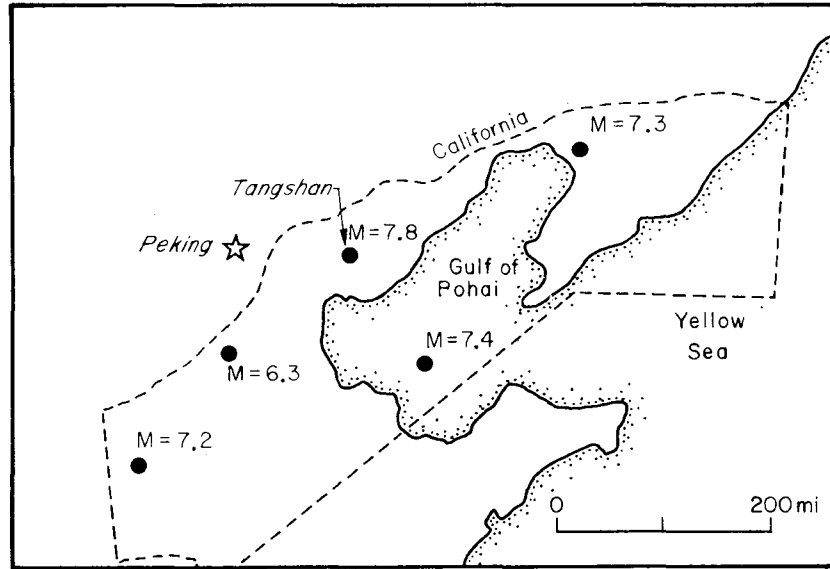 California
M = 7.3
Tangshan
Peking
M = 7.8
Gulf of
Pohai
M = 7.4
Yellow
Sea
M = 6.3
M = 7.2
0 200 mi